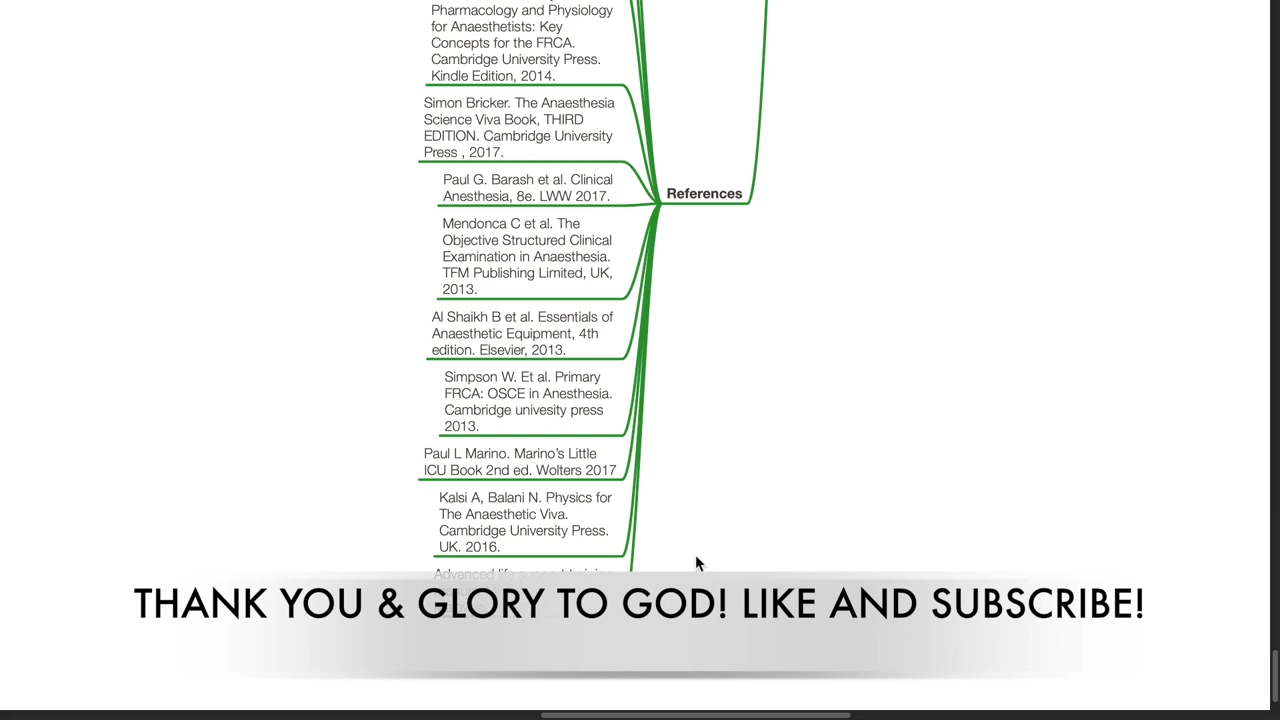 Pharmacology and Physiology
for Anaesthetists: Key
Concepts for the FRCA.
Cambridge University Press.
Kindle Edition, 2014.
Simon Bricker. The Anaesthesia
Science Viva Book, THIRD
EDITION. Cambridge University
Press , 2017.
Paul G. Barash et al. Clinical
Anesthesia, 8e. LWW 2017.
References
Mendonca C et al. The
Objective Structured Clinical
Examination in Anaesthesia.
TFM Publishing Limited, UK,
2013.
Al Shaikh B et al. Essentials of
Anaesthetic Equipment, 4th
edition. Elsevier, 2013.
Simpson W. Et al. Primary
FRCA: OSCE in Anesthesia.
Cambridge univesity press
2013.
Paul L Marino. Marino’s Little
ICU Book 2nd ed. Wolters 2017
Kalsi A, Balani N. Physics for
The Anaesthetic Viva.
Cambridge University Press.
UK. 2016.
Advanced life support
THANK YOU & GLORY TO GOD! LIKE AND SUBSCRIBE!